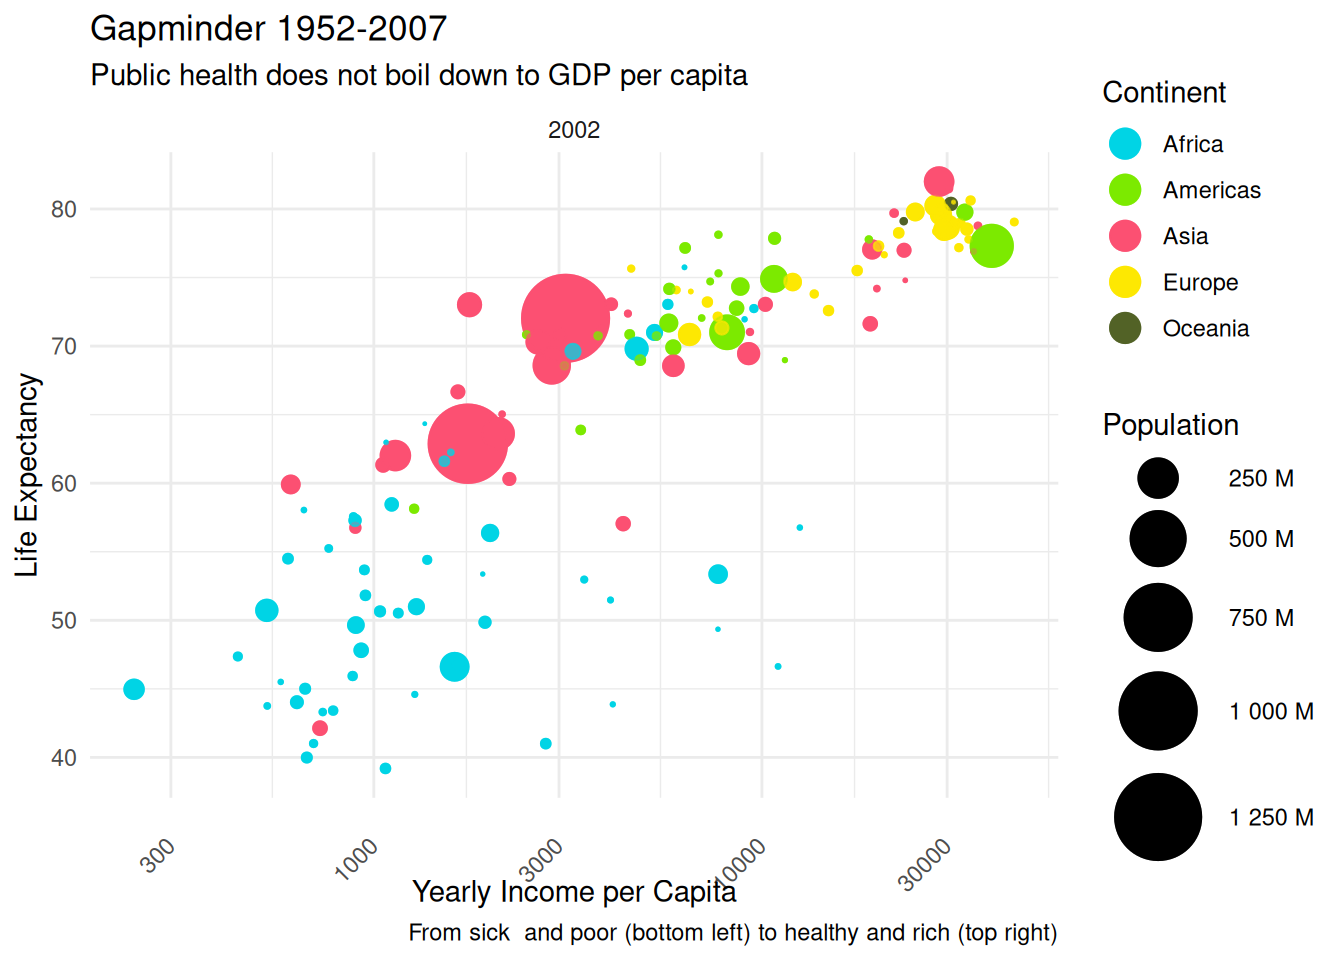 Gapminder 1952-2007
Public health does not boil down to GDP per capita
2002
Life Expectancy
80
70
60
50
40
300
1000
3000
10000
30000
Yearly Income per Capita
From sick  and poor (bottom left) to healthy and rich (top right)
Continent
Africa
Americas
Asia
Europe
Oceania
Population
250 M
500 M
750 M
1 000 M
1 250 M